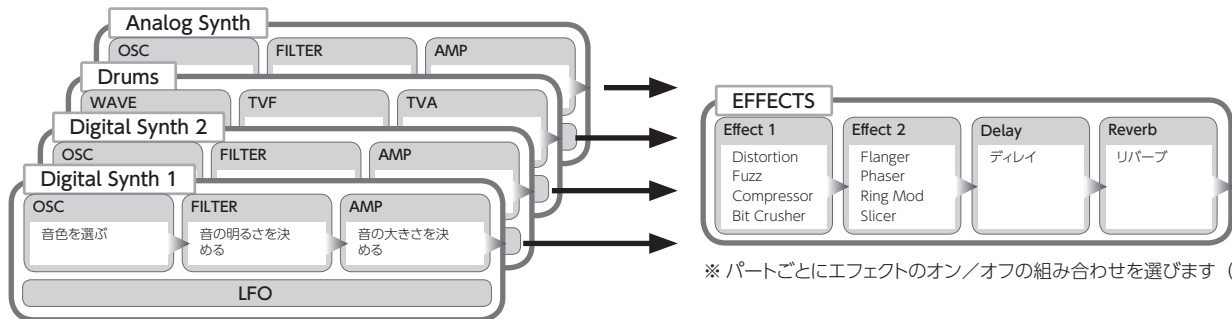 Analog Synth
OSC FILTER AMP
Drums
WAVE TVF TVA
Digital Synth 2
OSC FILTER AMP
Digital Synth 1
OSC FILTER AMP
音色を選ぶ
音の明るさを決
める
音の大きさを決
める
LFO
EFFECTS
Effect 1
Distortion
Fuzz
Compressor
Bit Crusher
Effect 2
Flanger
Phaser
Ring Mod
Slicer
Delay
ディレイ
Reverb
リバーブ
※ パートごとにエフェクトのオン／オフの組み合わせを選びます（